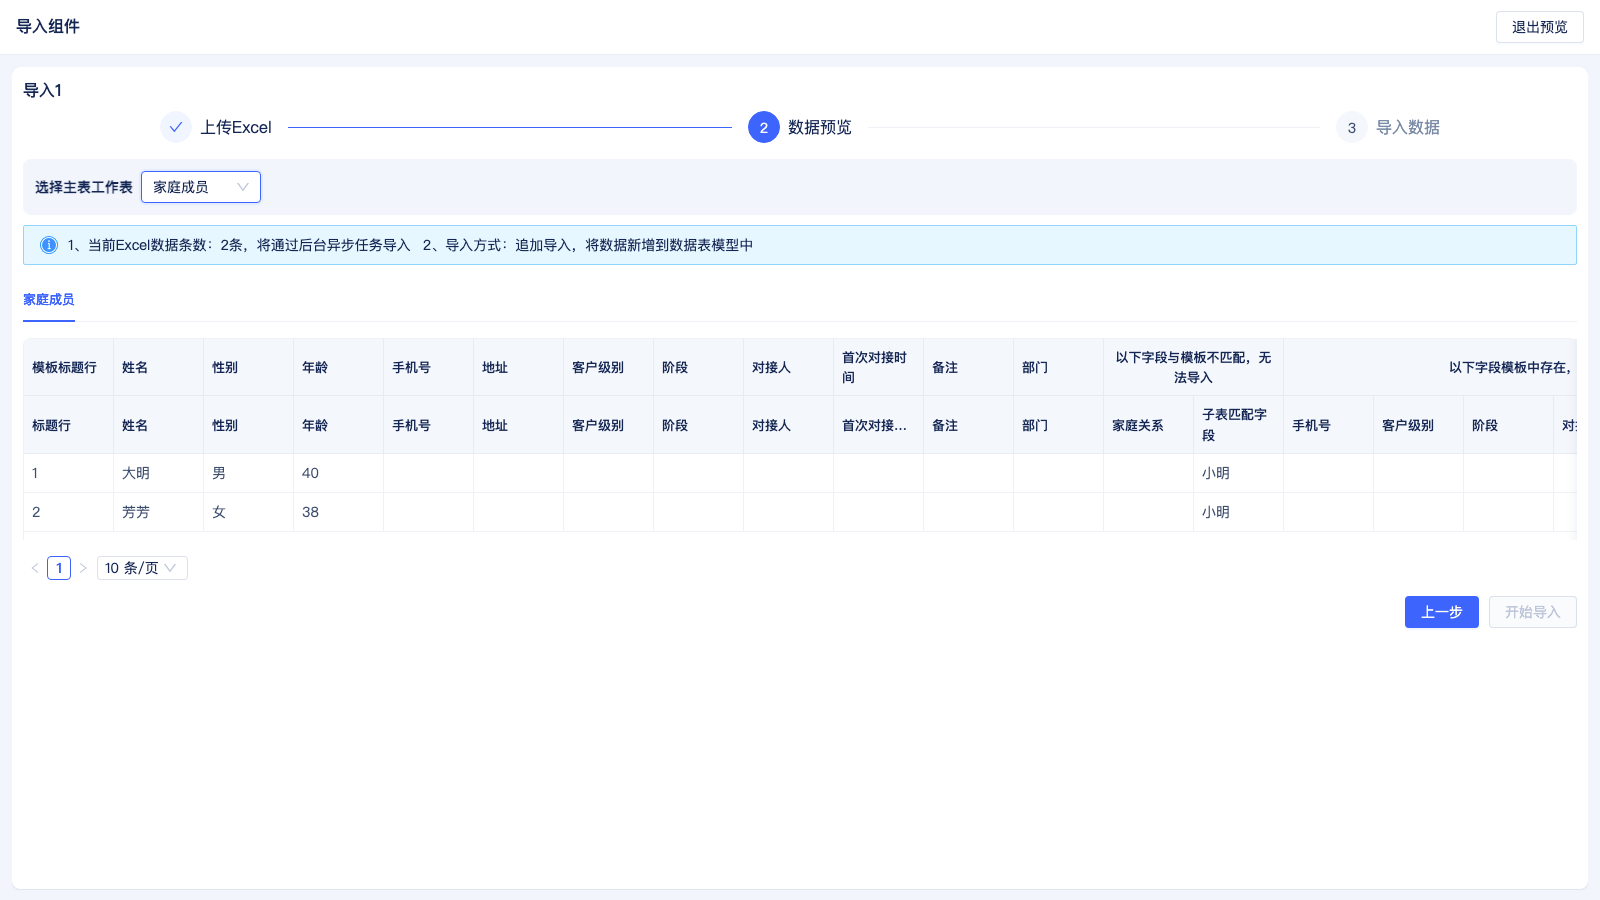 导入组件
退出预览
导入1
上传Excel
2 数据预览
3 导入数据
选择主表工作表 家庭成员
1、当前Excel数据条数：2条，将通过后台异步任务导入 2、导入方式：追加导入，将数据新增到数据表模型中
家庭成员
模板标题行 姓名 性别 年龄 手机号 地址 客户级别 阶段 对接人 首次对接时间 备注 部门 以下字段与模板不匹配，无法导入 以下字段模板中存在，
标题行 姓名 性别 年龄 手机号 地址 客户级别 阶段 对接人 首次对接... 备注 部门 家庭关系 子表匹配字段 手机号 客户级别 阶段 对
1 大明 男 40 小明
2 芳芳 女 38 小明
1 10 条/页
上一步 开始导入